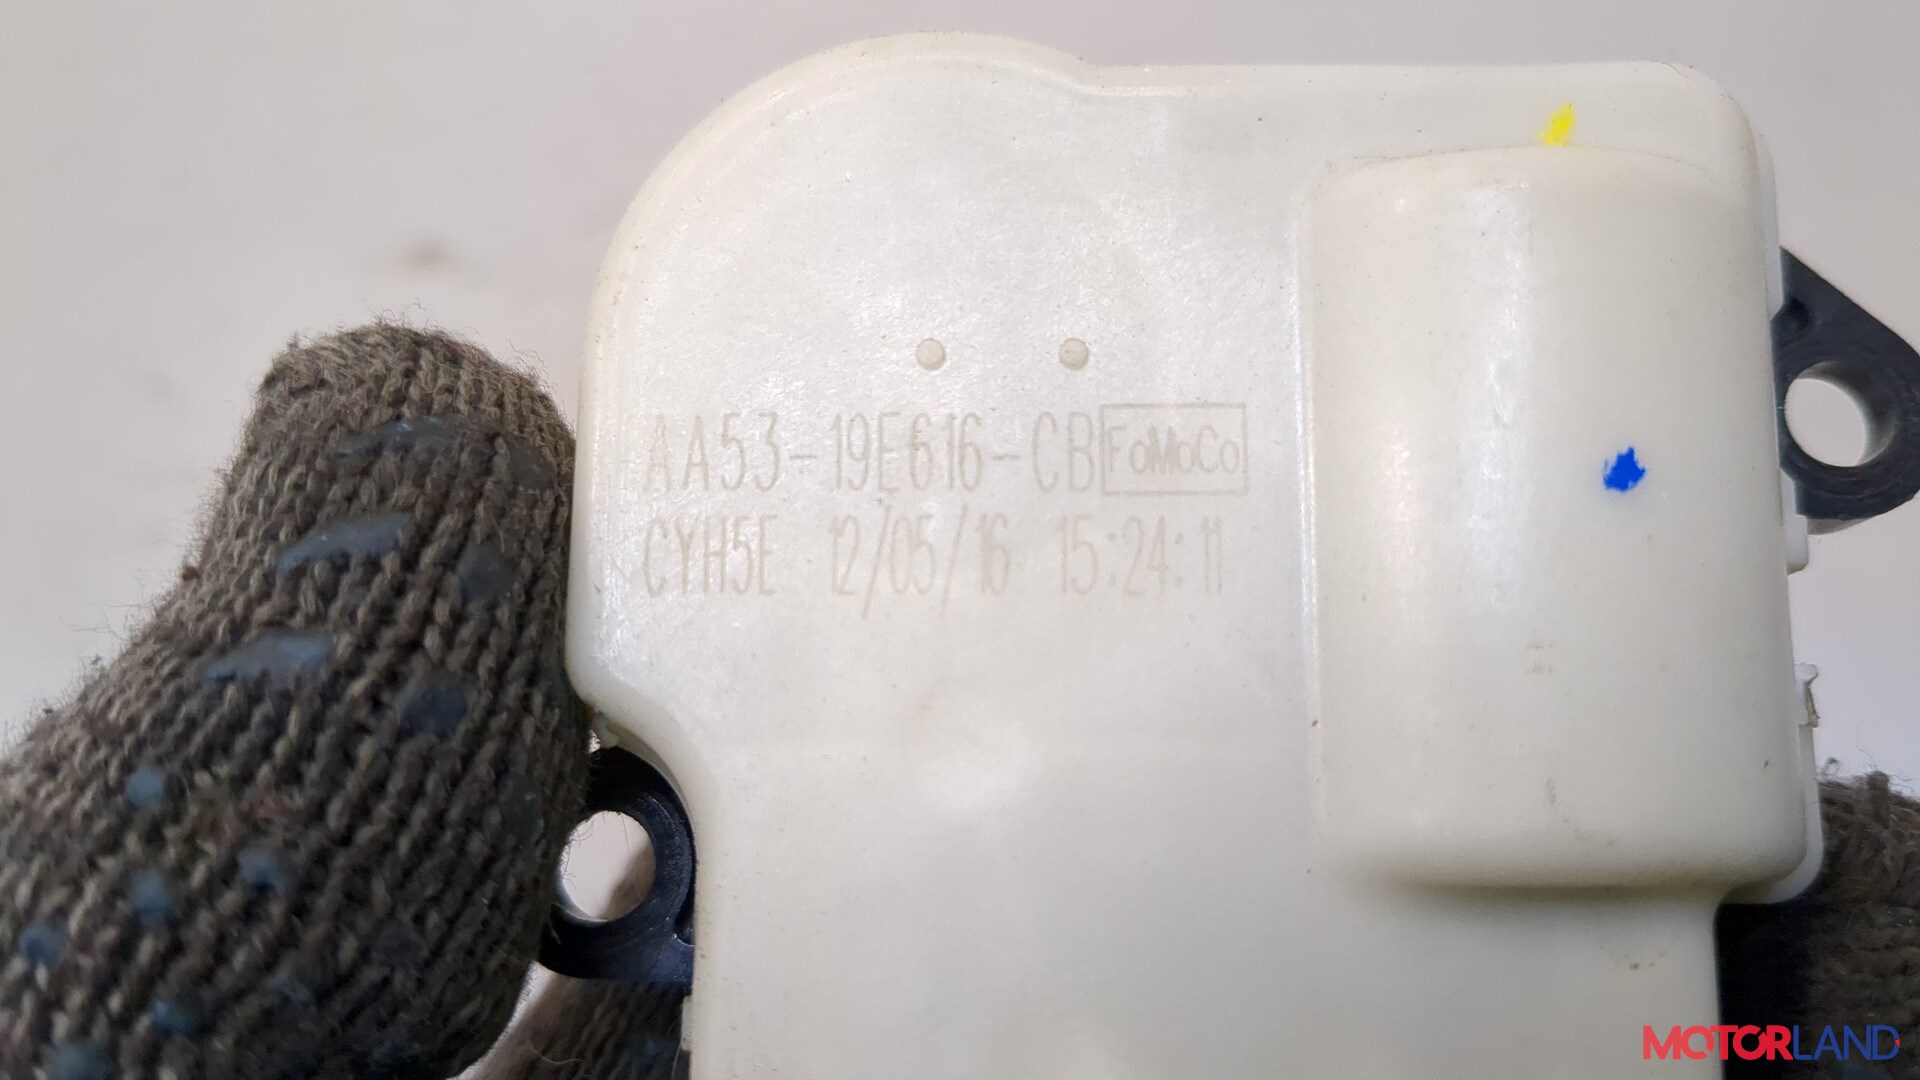 AA53-19E616-CB FoMoCo
CYH5E 12/05/16 15:24:11
MOTORLAND